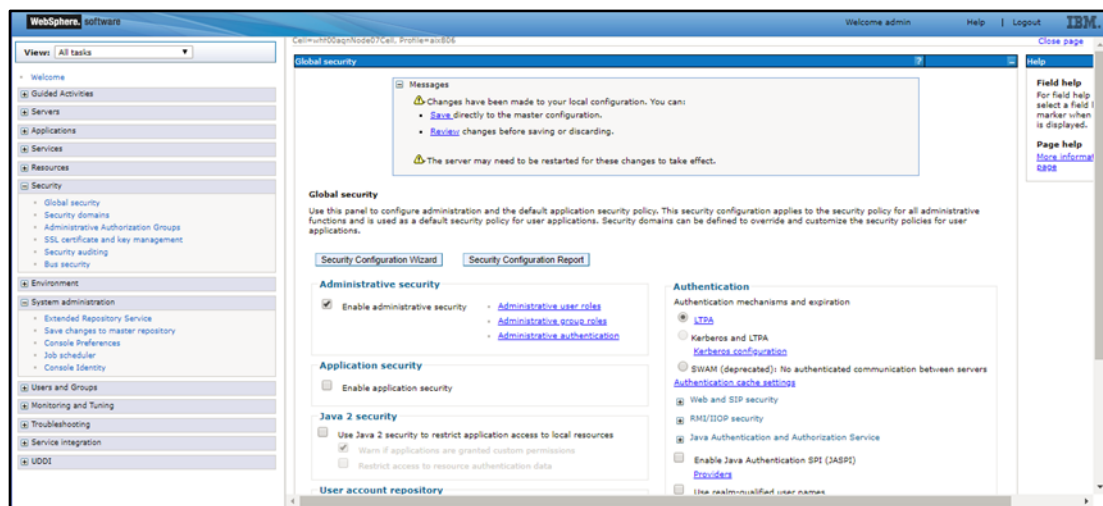 WebSphere. software
Welcome admin
Help | Logout
IBM.
View: All tasks
Welcome
Guided Activities
Servers
Applications
Services
Resources
Security
Global security
Security domains
Administrative Authorization Groups
SSL certificate and key management
Security auditing
Bus security
Environment
System administration
Extended Repository Service
Save changes to master repository
Console Preferences
Job scheduler
Console Identity
Users and Groups
Monitoring and Tuning
Troubleshooting
Service integration
UDDI
Cell=whf00aqnNode07Cell, Profile=aix806
Close page
Global security
?
Messages
Changes have been made to your local configuration. You can:
Save directly to the master configuration.
Review changes before saving or discarding.
The server may need to be restarted for these changes to take effect.
Global security
Use this panel to configure administration and the default application security policy. This security configuration applies to the security policy for all administrative
functions and is used as a default security policy for user applications. Security domains can be defined to override and customize the security policies for user
applications.
Security Configuration Wizard
Security Configuration Report
Administrative security
Enable administrative security
Administrative user roles
Administrative group roles
Administrative authentication
Application security
Enable application security
Java 2 security
Use Java 2 security to restrict application access to local resources
Warn if applications are granted custom permissions
Restrict access to resource authentication data
User account repository
Authentication
Authentication mechanisms and expiration
LTPA
Kerberos and LTPA
Kerberos configuration
SWAM (deprecated): No authenticated communication between servers
Authentication cache settings
Web and SIP security
RMI/IIOP security
Java Authentication and Authorization Service
Enable Java Authentication SPI (JASPI)
Providers
Use realm-qualified user names
Help
Field help
For field help
select a field
marker when
is displayed.
Page help
More informat
page